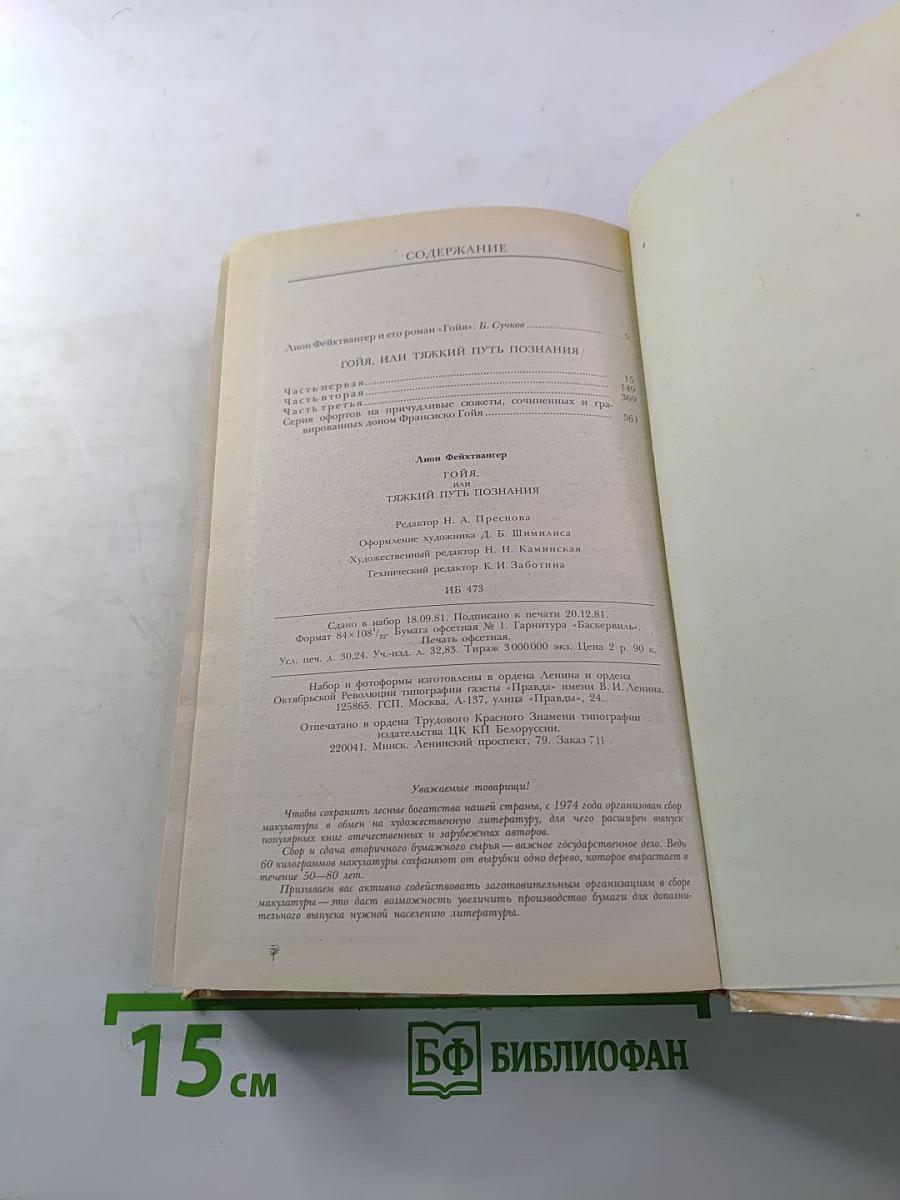 СОДЕРЖАНИЕ
Лион Фейхтвангер и его роман «Гойя». Б. Сучков .......................... 5
ГОЙЯ, ИЛИ ТЯЖКИЙ ПУТЬ ПОЗНАНИЯ
Часть первая.......................... 15
Часть вторая.......................... 149
Часть третья.......................... 369
Серия офортов на причудливые сюжеты, сочиненных и гра-
вированных доном Франсиско Гойя .......................... 561
Лион Фейхтвангер
ГОЙЯ,
или
ТЯЖКИЙ ПУТЬ ПОЗНАНИЯ
Редактор Н. А. Преснова
Оформление художника Д. Б. Шимилиса
Художественный редактор Н. Н. Каминская
Технический редактор К. И. Заботина
ИБ 473
Сдано в набор 18.09.81. Подписано к печати 20.12.81.
Формат 84×108¹/₃₂. Бумага офсетная № 1. Гарнитура «Баскервиль».
Печать офсетная.
Усл. печ. л. 30,24. Уч.-изд. л. 32,83. Тираж 3 000 000 экз. Цена 2 р. 90 к.
Набор и фотоформы изготовлены в ордена Ленина и ордена
Октябрьской Революции типографии газеты «Правда» имени В. И. Ленина.
125865. ГСП, Москва, А-137, улица «Правды», 24.
Отпечатано в ордена Трудового Красного Знамени типографии
издательства ЦК КП Белоруссии.
220041. Минск. Ленинский проспект, 79. Заказ 711.
Уважаемые товарищи!
Чтобы сохранить лесные богатства нашей страны, с 1974 года организован сбор
макулатуры в обмен на художественную литературу, для чего расширен выпуск
популярных книг отечественных и зарубежных авторов.
Сбор и сдача вторичного бумажного сырья — важное государственное дело. Ведь
60 килограммов макулатуры сохраняют от вырубки одно дерево, которое вырастает в
течение 50—80 лет.
Призываем вас активно содействовать заготовительным организациям в сборе
макулатуры — это даст возможность увеличить производство бумаги для дополни-
тельного выпуска нужной населению литературы.
15 см
БФ БИБЛИОФАН